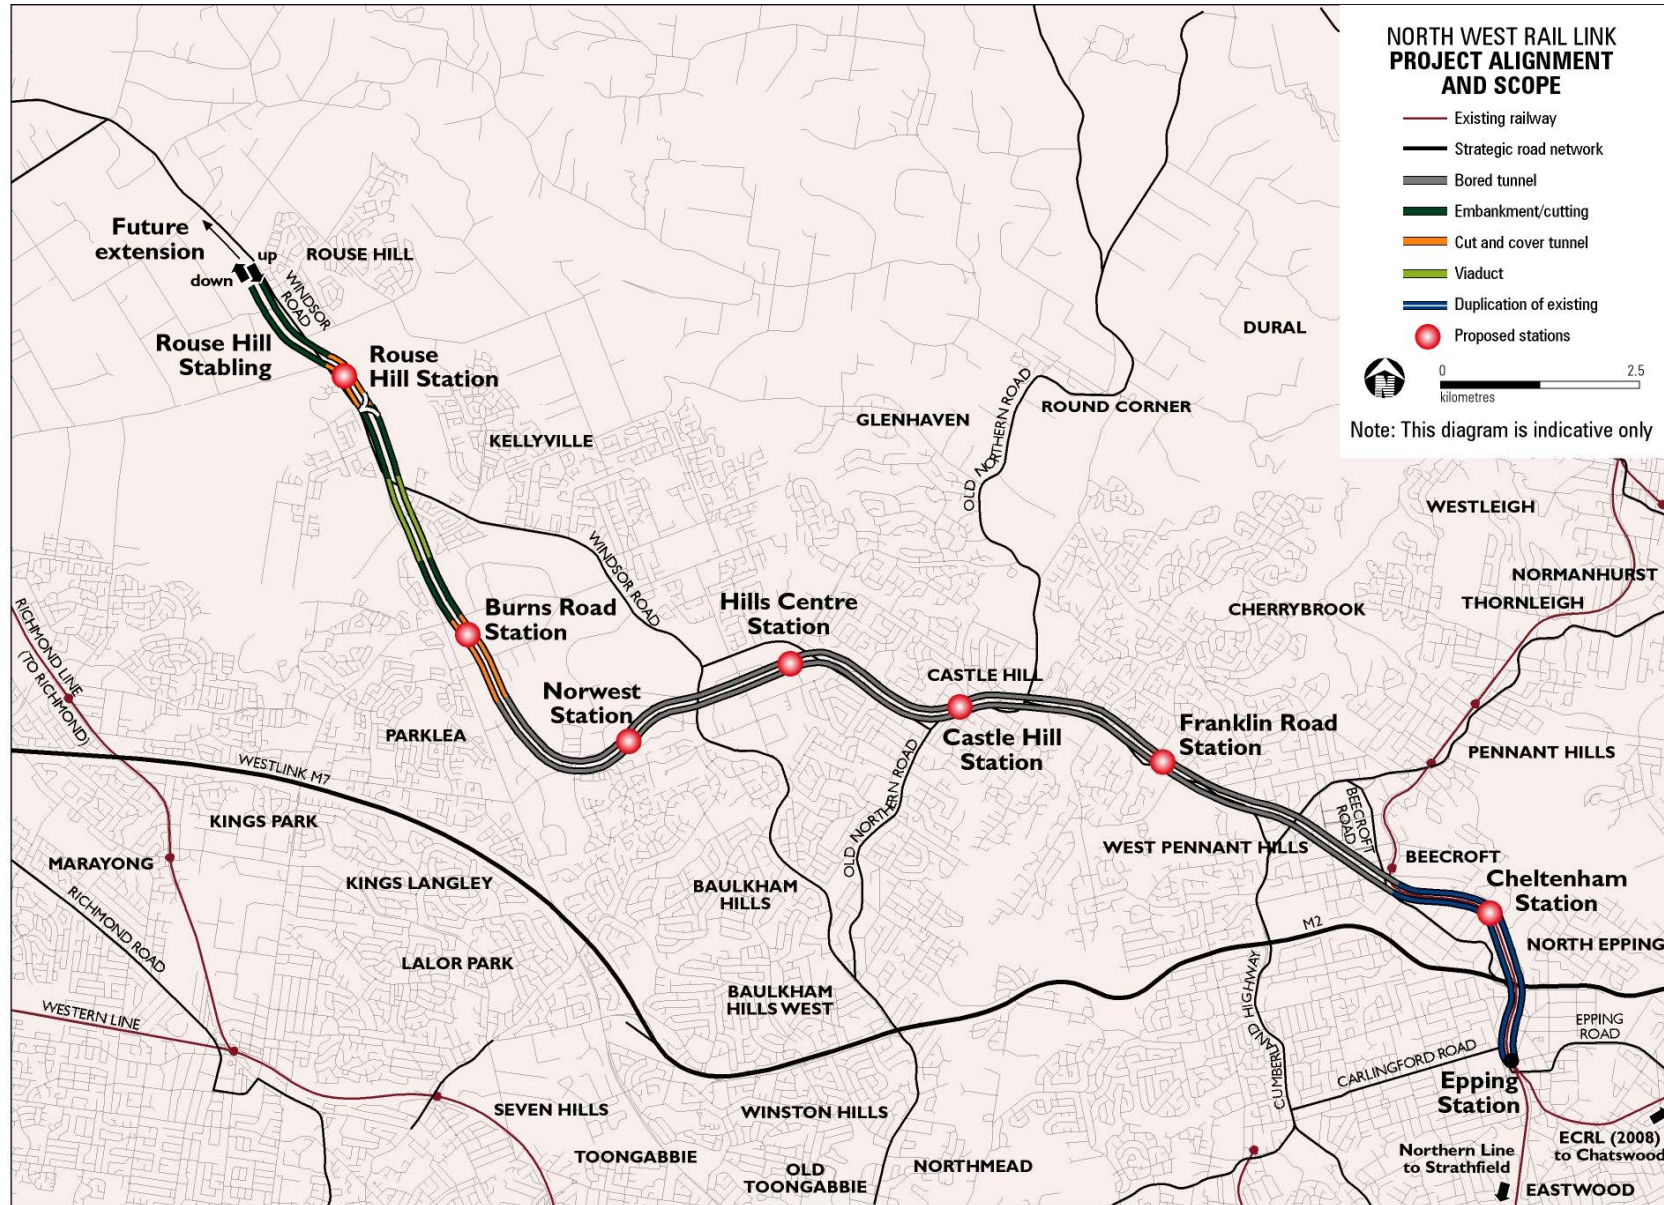 NORTH WEST RAIL LINK
PROJECT ALIGNMENT
AND SCOPE
Existing railway
Strategic road network
Bored tunnel
Embankment/cutting
Cut and cover tunnel
Viaduct
Duplication of existing
Proposed stations
0 2.5
kilometres
Note: This diagram is indicative only
Future
extension
up
down
ROUSE HILL
WINDSOR
ROAD
Rouse Hill
Stabling
Rouse
Hill Station
DURAL
OLD NORTHERN ROAD
ROUND CORNER
GLENHAVEN
KELLYVILLE
WESTLEIGH
WINDSOR ROAD
NORMANHURST
THORNLEIGH
CHERRYBROOK
RICHMOND LINE
(TO RICHMOND)
Burns Road
Station
Hills Centre
Station
CASTLE HILL
Norwest
Station
Castle Hill
Station
Franklin Road
Station
PENNANT HILLS
PARKLEA
WESTLINK M7
OLD NORTHERN ROAD
BEECROFT
ROAD
KINGS PARK
WEST PENNANT HILLS
BEECROFT
MARAYONG
KINGS LANGLEY
BAULKHAM
HILLS
Cheltenham
Station
RICHMOND ROAD
M2
NORTH EPPING
LALOR PARK
BAULKHAM
HILLS WEST
CUMBERLAND HIGHWAY
WESTERN LINE
EPPING
ROAD
CARLINGFORD ROAD
Epping
Station
SEVEN HILLS
WINSTON HILLS
TOONGABBIE
OLD
TOONGABBIE
NORTHMEAD
Northern Line
to Strathfield
ECRL (2008)
to Chatswood
EASTWOOD